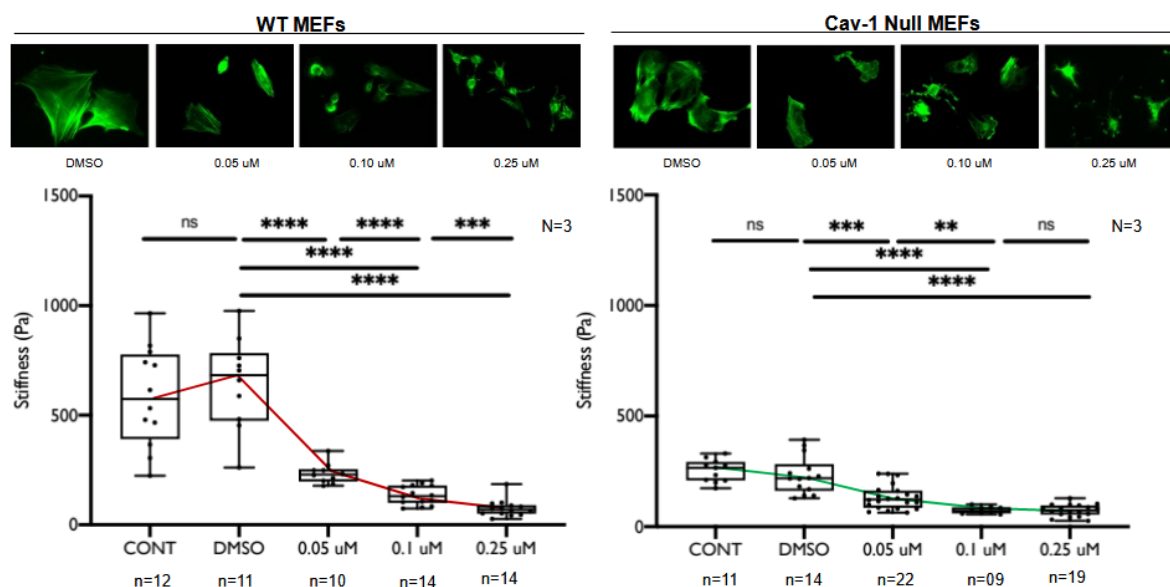 WT MEFs
DMSO
0.05 uM
0.10 uM
0.25 uM
1500
1000
500
0
Stiffness (Pa)
ns
****
****
***
N=3
****
****
CONT
DMSO
0.05 uM
0.1 uM
0.25 uM
n=12
n=11
n=10
n=14
n=14
Cav-1 Null MEFs
DMSO
0.05 uM
0.10 uM
0.25 uM
1500
1000
500
0
Stiffness (Pa)
ns
***
**
ns
N=3
****
****
CONT
DMSO
0.05 uM
0.1 uM
0.25 uM
n=11
n=14
n=22
n=09
n=19